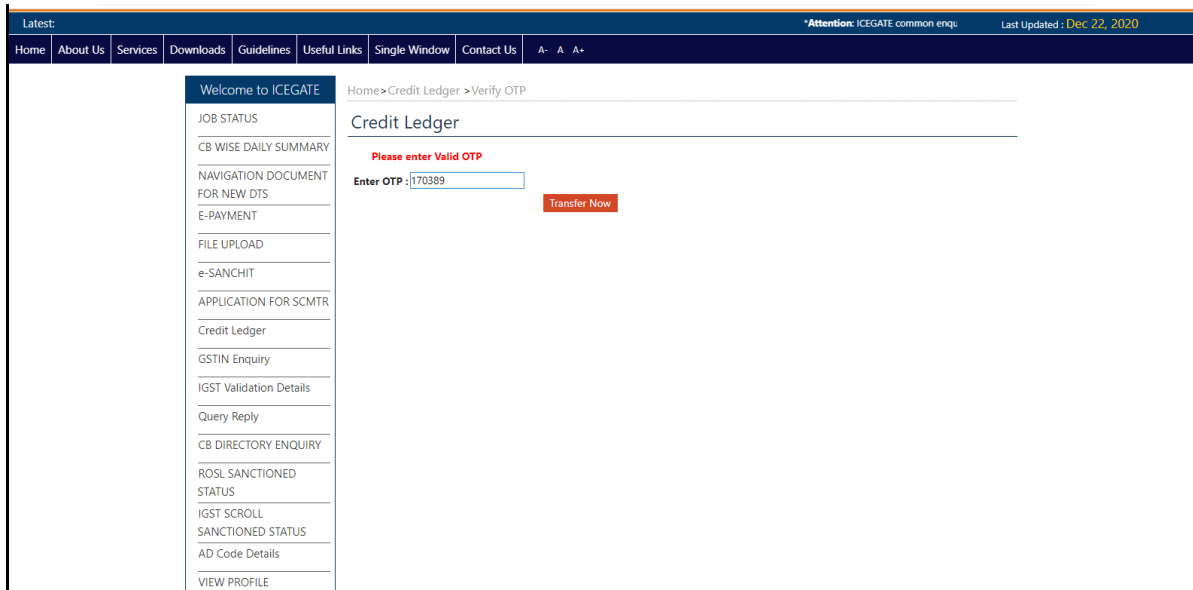 Latest:
*Attention: ICEGATE common enqu
Last Updated : Dec 22, 2020
Home About Us Services Downloads Guidelines Useful Links Single Window Contact Us A- A A+
Welcome to ICEGATE
JOB STATUS
CB WISE DAILY SUMMARY
NAVIGATION DOCUMENT
FOR NEW DTS
E-PAYMENT
FILE UPLOAD
e-SANCHIT
APPLICATION FOR SCMTR
Credit Ledger
GSTIN Enquiry
IGST Validation Details
Query Reply
CB DIRECTORY ENQUIRY
ROSL SANCTIONED
STATUS
IGST SCROLL
SANCTIONED STATUS
AD Code Details
VIEW PROFILE
Home>Credit Ledger >Verify OTP
Credit Ledger
Please enter Valid OTP
Enter OTP : 170389
Transfer Now